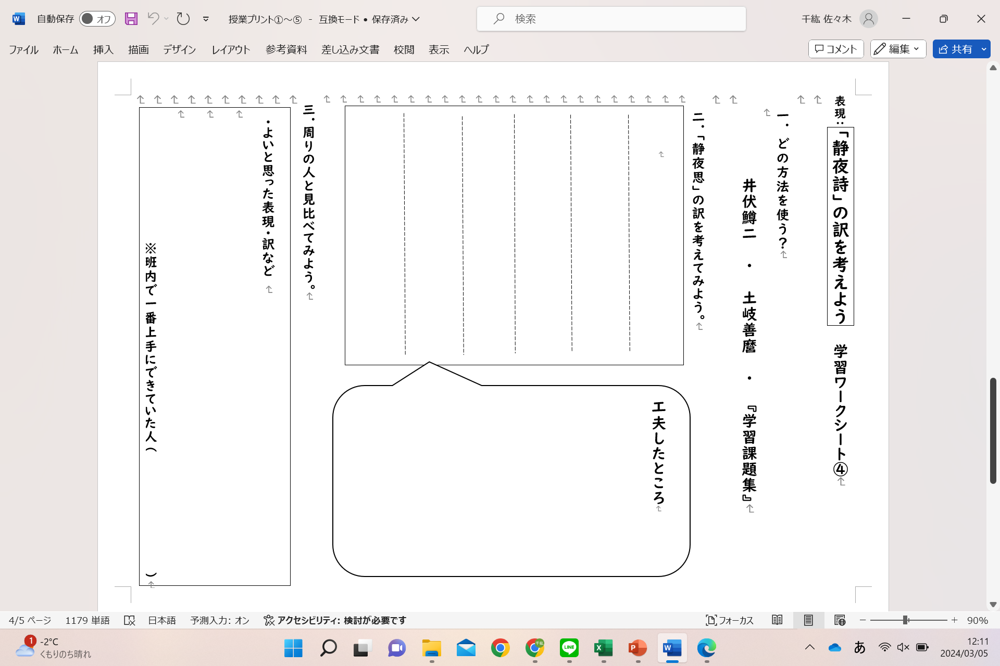 自動保存
オフ
授業プリント①～⑤ - 互換モード • 保存済み
検索
千紘 佐々木
ファイル
ホーム
挿入
描画
デザイン
レイアウト
参考資料
差し込み文書
校閲
表示
ヘルプ
コメント
編集
共有
表現：「静夜詩」の訳を考えよう　学習ワークシート④
一．どの方法を使う？
井伏鱒二　・　土岐善麿　・　『学習課題集』
二．「静夜思」の訳を考えてみよう。
工夫したところ
三．周りの人と見比べてみよう。
・よいと思った表現・訳など
※班内で一番上手にできていた人（　　　　　　　）
4/5 ページ
1179 単語
日本語
予測入力: オン
アクセシビリティ: 検討が必要です
フォーカス
90%
1
-2°C
くもりのち晴れ
千紘
LINE
X
P
W
あ
12:11
2024/03/05